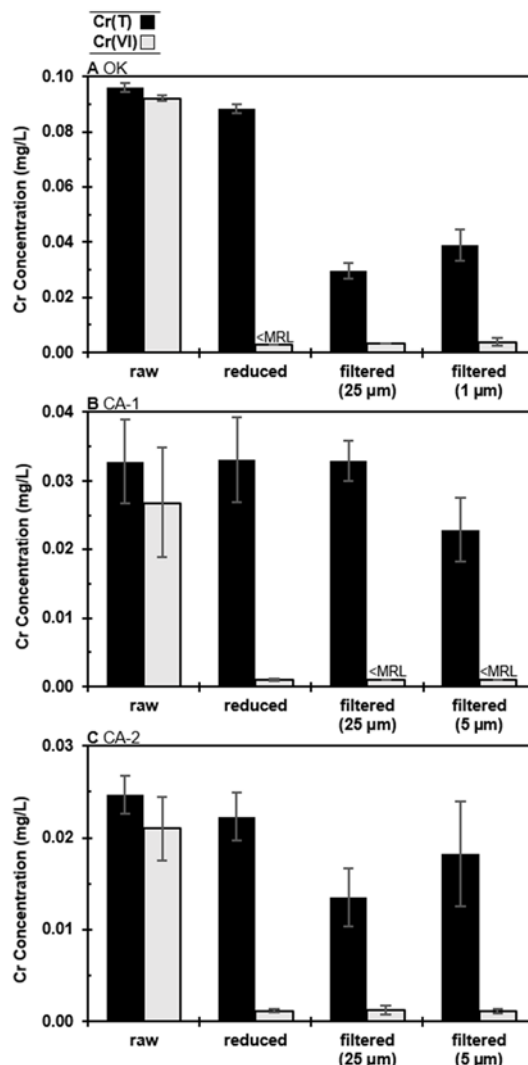 Cr(T)
Cr(VI)
A OK
Cr Concentration (mg/L)
0.10
0.08
0.06
0.04
0.02
0.00
<MRL
raw reduced filtered filtered
(25 µm) (1 µm)
B CA-1
Cr Concentration (mg/L)
0.04
0.03
0.02
0.01
0.00
<MRL <MRL
raw reduced filtered filtered
(25 µm) (5 µm)
C CA-2
Cr Concentration (mg/L)
0.03
0.02
0.01
0.00
raw reduced filtered filtered
(25 µm) (5 µm)